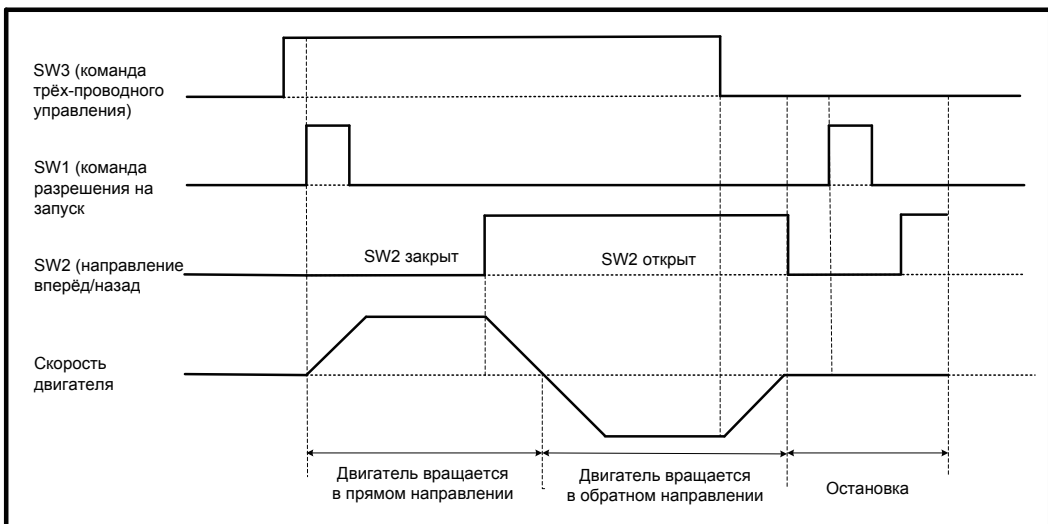 SW3 (команда
трёх-проводного
управления)
SW1 (команда
разрешения на
запуск
SW2 закрыт
SW2 открыт
SW2 (направление
вперёд/назад
Скорость
двигателя
Двигатель вращается
в прямом направлении
Двигатель вращается
в обратном направлении
Остановка